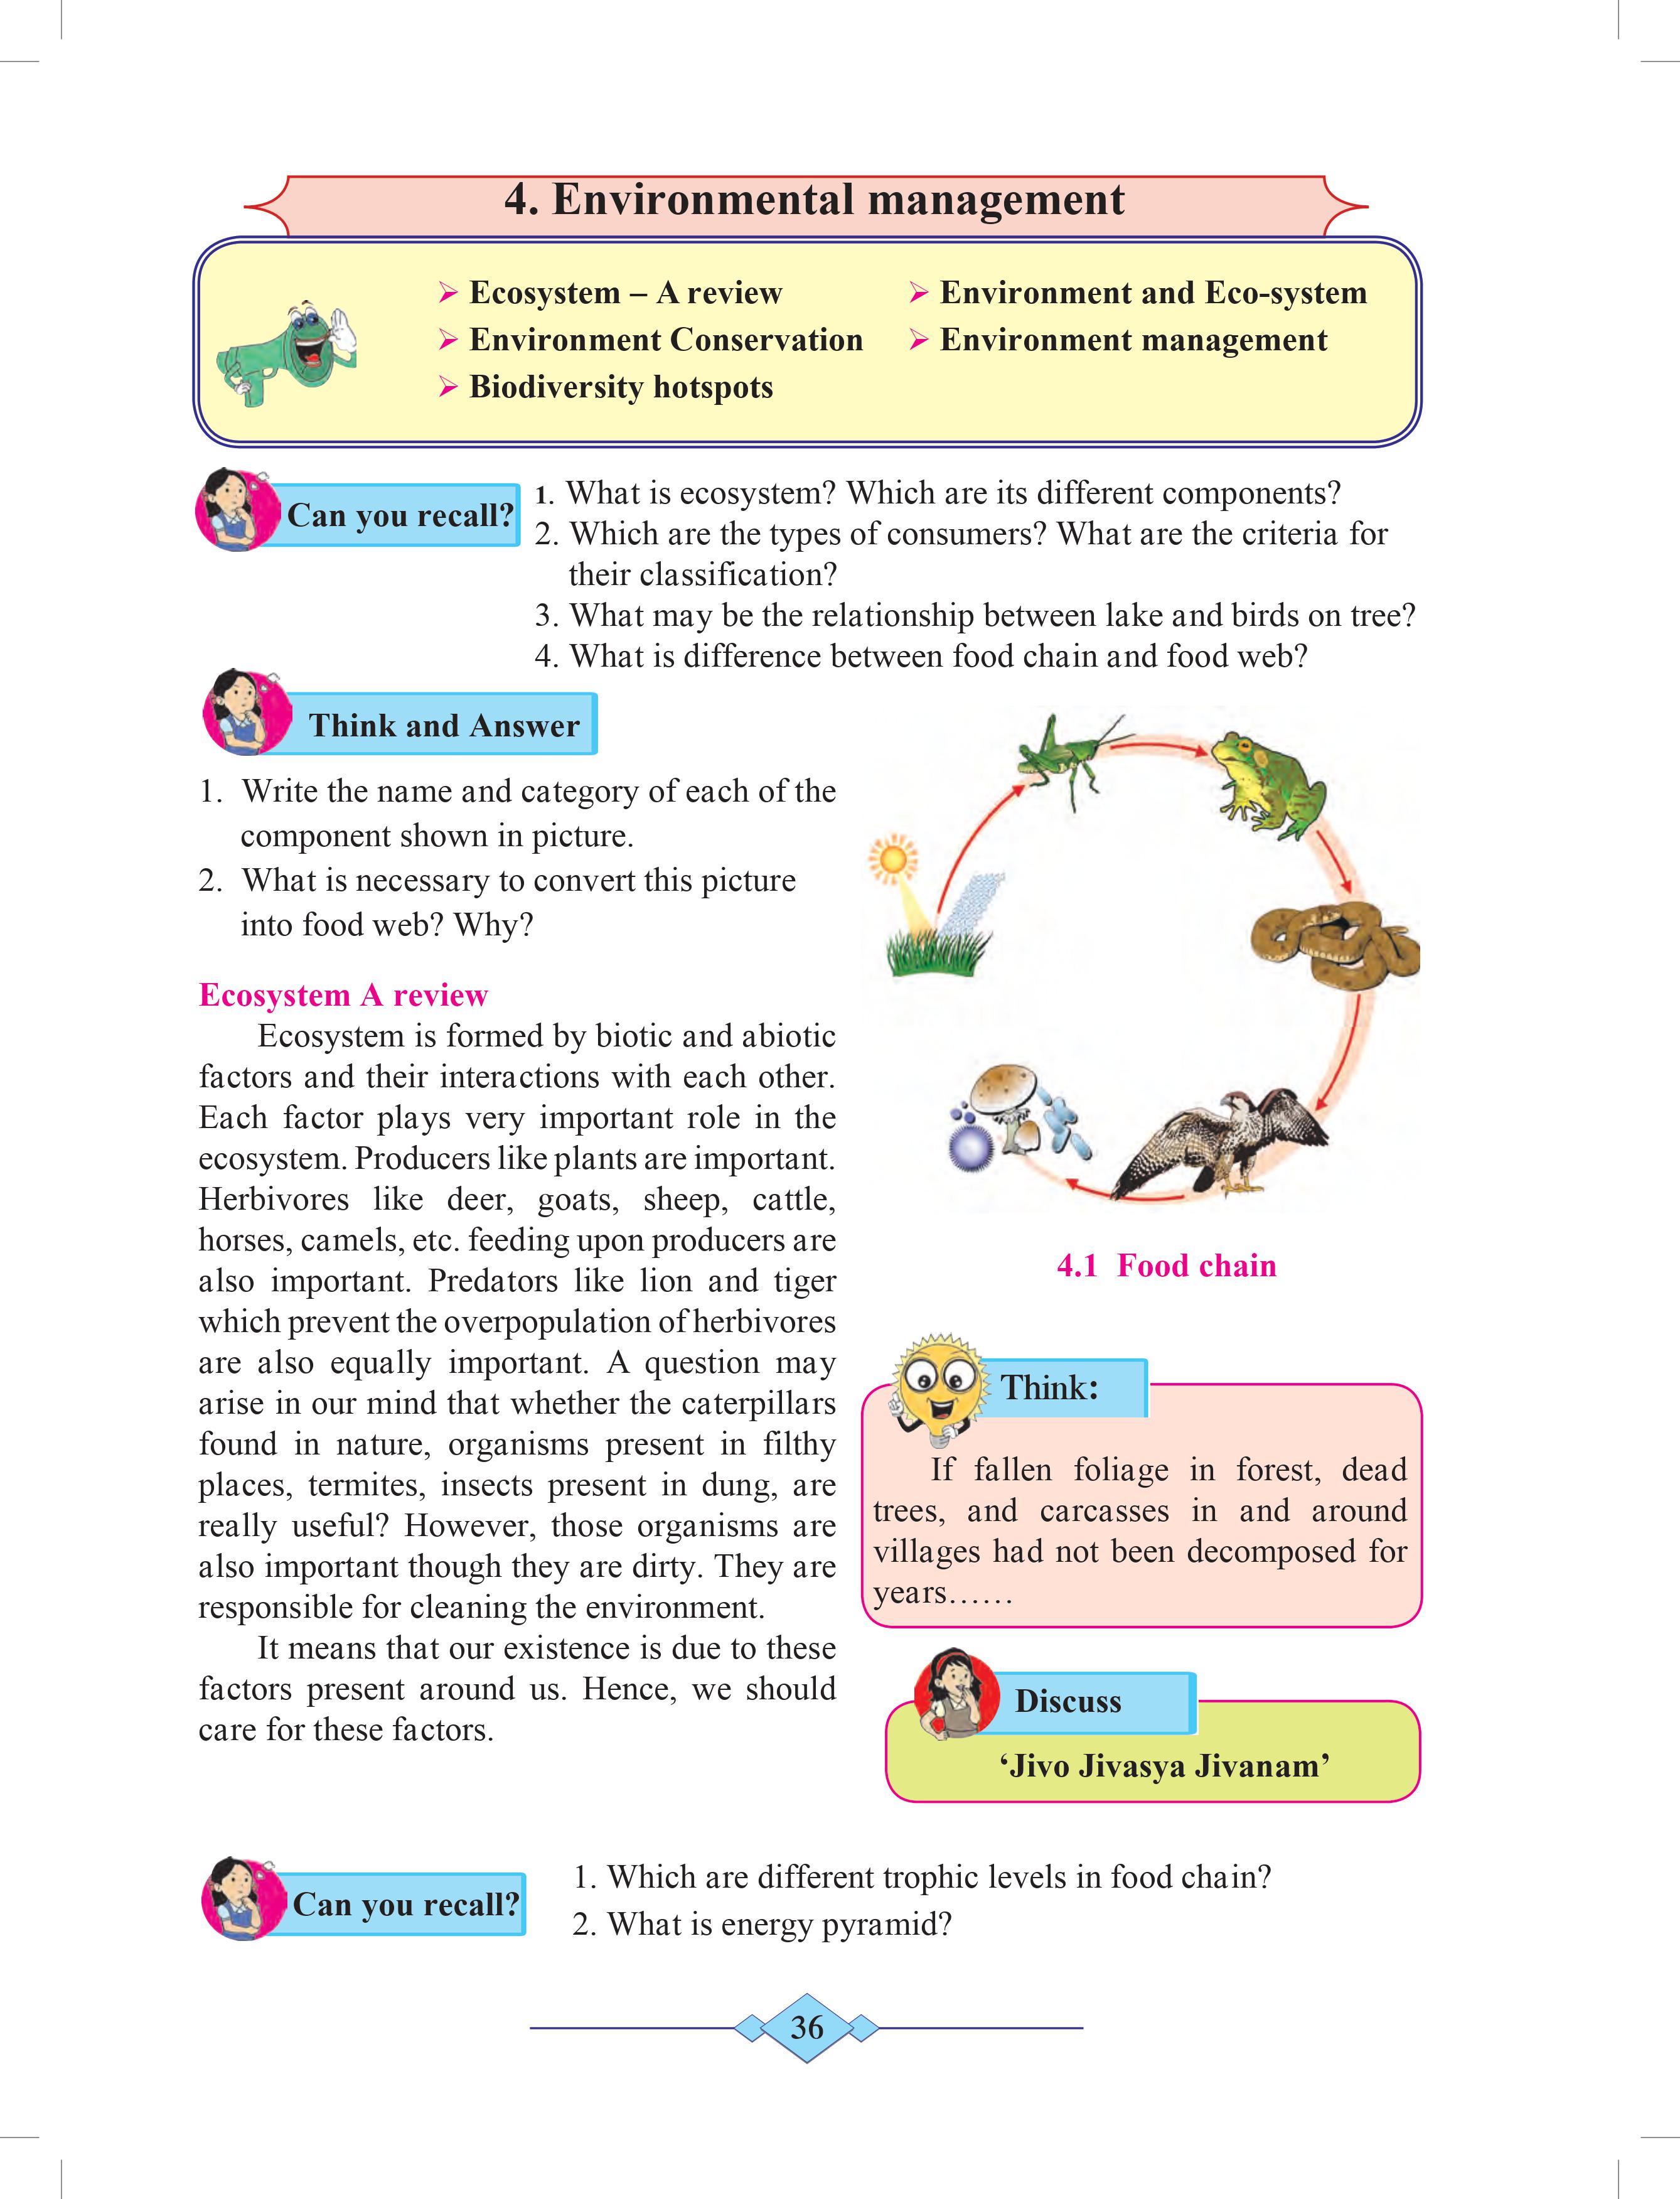 4. Environmental management
➢ Ecosystem – A review
➢ Environment and Eco-system
➢ Environment Conservation
➢ Environment management
➢ Biodiversity hotspots
Can you recall?
1. What is ecosystem? Which are its different components?
2. Which are the types of consumers? What are the criteria for
their classification?
3. What may be the relationship between lake and birds on tree?
4. What is difference between food chain and food web?
Think and Answer
1. Write the name and category of each of the
component shown in picture.
2. What is necessary to convert this picture
into food web? Why?
Ecosystem A review
Ecosystem is formed by biotic and abiotic
factors and their interactions with each other.
Each factor plays very important role in the
ecosystem. Producers like plants are important.
Herbivores like deer, goats, sheep, cattle,
horses, camels, etc. feeding upon producers are
also important. Predators like lion and tiger
which prevent the overpopulation of herbivores
are also equally important. A question may
arise in our mind that whether the caterpillars
found in nature, organisms present in filthy
places, termites, insects present in dung, are
really useful? However, those organisms are
also important though they are dirty. They are
responsible for cleaning the environment.
It means that our existence is due to these
factors present around us. Hence, we should
care for these factors.
4.1 Food chain
Think:
If fallen foliage in forest, dead
trees, and carcasses in and around
villages had not been decomposed for
years......
Discuss
‘Jivo Jivasya Jivanam’
Can you recall?
1. Which are different trophic levels in food chain?
2. What is energy pyramid?
36